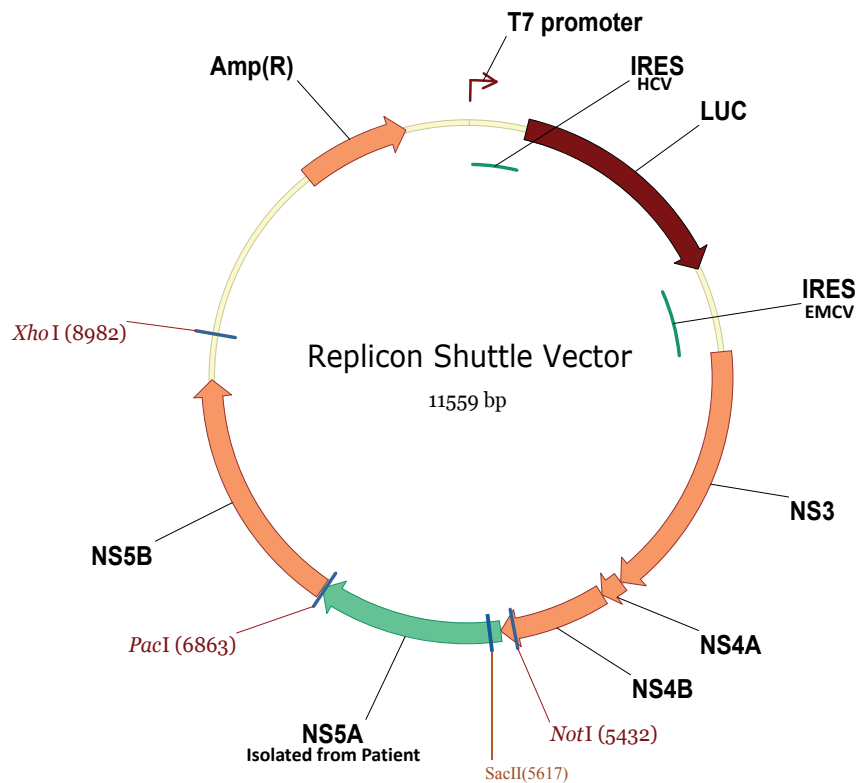 T7 promoter
Amp(R)
IRES
HCV
LUC
IRES
EMCV
XhoI (8982)
Replicon Shuttle Vector
11559 bp
NS3
NS5B
PacI (6863)
NS4A
NS4B
NS5A
Isolated from Patient
NotI (5432)
SacII(5617)